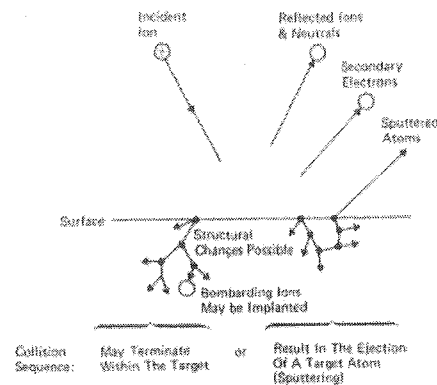 Incident
Ion
Reflected Ions
& Neutrals
Secondary
Electrons
Sputtered
Atoms
Surface
Structural
Changes Possible
Bombarding Ions
May be Implanted
Collision
Sequence:
May Terminate
Within The Target
or
Result In The Ejection
Of A Target Atom
(Sputtering)